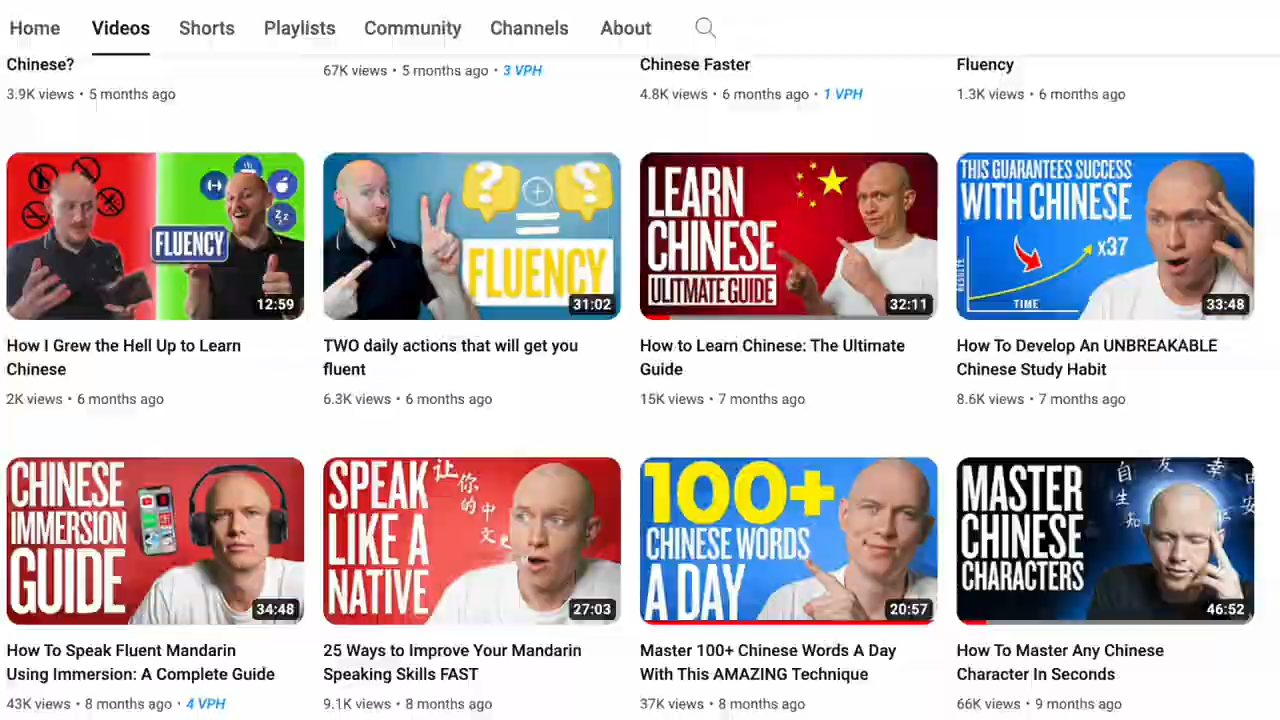 Home Videos Shorts Playlists Community Channels About
Chinese?
67K views • 5 months ago • 3 VPH
Chinese Faster
Fluency
3.9K views • 5 months ago
4.8K views • 6 months ago • 1 VPH
1.3K views • 6 months ago
FLUENCY
zZz
12:59
FLUENCY
31:02
LEARN
CHINESE
ULITMATE GUIDE
32:11
THIS GUARANTEES SUCCESS
WITH CHINESE
x37
RESULTS
TIME
33:48
How I Grew the Hell Up to Learn
Chinese
2K views • 6 months ago
TWO daily actions that will get you
fluent
6.3K views • 6 months ago
How to Learn Chinese: The Ultimate
Guide
15K views • 7 months ago
How To Develop An UNBREAKABLE
Chinese Study Habit
8.6K views • 7 months ago
CHINESE
IMMERSION
GUIDE
34:48
SPEAK
LIKE A
NATIVE
让你的中文
27:03
100+
CHINESE WORDS
A DAY
20:57
MASTER
CHINESE
CHARACTERS
自 友 幸
生
知
安
46:52
How To Speak Fluent Mandarin
Using Immersion: A Complete Guide
43K views • 8 months ago • 4 VPH
25 Ways to Improve Your Mandarin
Speaking Skills FAST
9.1K views • 8 months ago
Master 100+ Chinese Words A Day
With This AMAZING Technique
37K views • 8 months ago
How To Master Any Chinese
Character In Seconds
66K views • 9 months ago